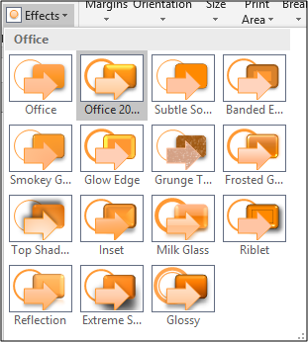 Effects Margins Orientation Size Print Brea
Area
Office
Office Office 20... Subtle So... Banded E...
Smokey G... Glow Edge Grunge T... Frosted G...
Top Shad... Inset Milk Glass Riblet
Reflection Extreme S... Glossy